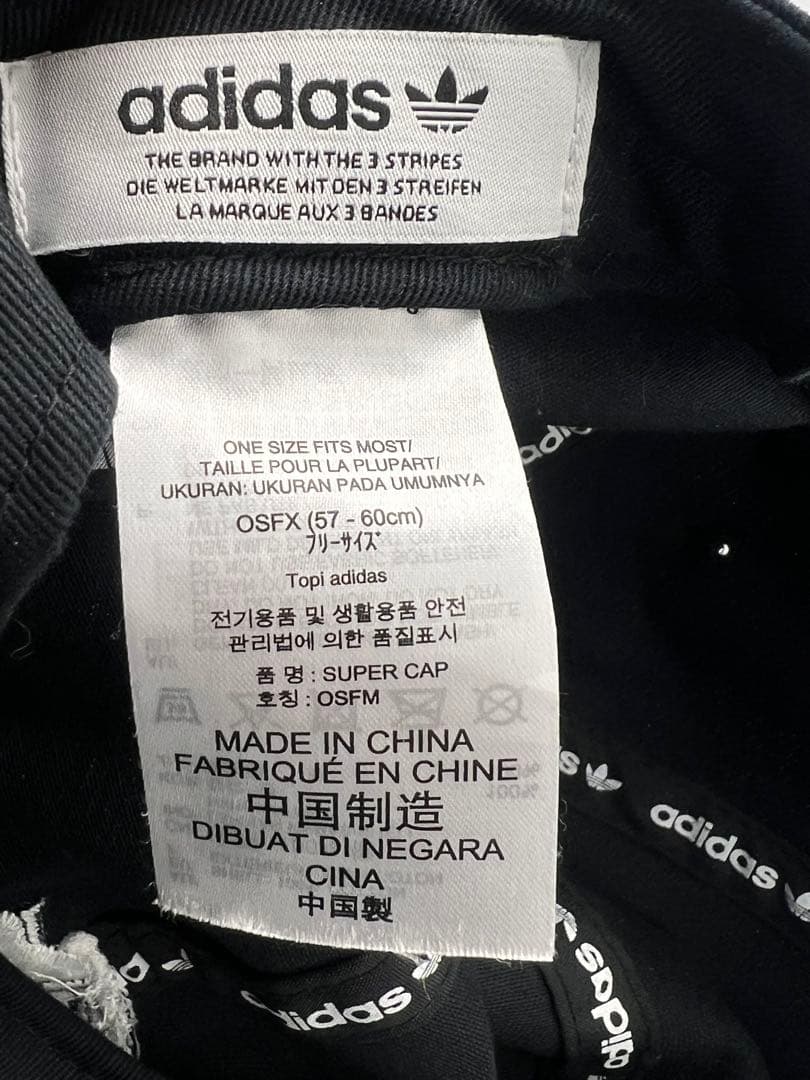 adidas
THE BRAND WITH THE 3 STRIPES
DIE WELTMARKE MIT DEN 3 STREIFEN
LA MARQUE AUX 3 BANDES
ONE SIZE FITS MOST/
TAILLE POUR LA PLUPART/
UKURAN: UKURAN PADA UMUMNYA
OSFX (57 - 60cm)
フリーサイズ
Topi adidas
전기용품 및 생활용품 안전
관리법에 의한 품질표시
품 명 : SUPER CAP
호칭 : OSFM
MADE IN CHINA
FABRIQUÉ EN CHINE
中国制造
DIBUAT DI NEGARA
CINA
中国製
adidas
adidas
adidas